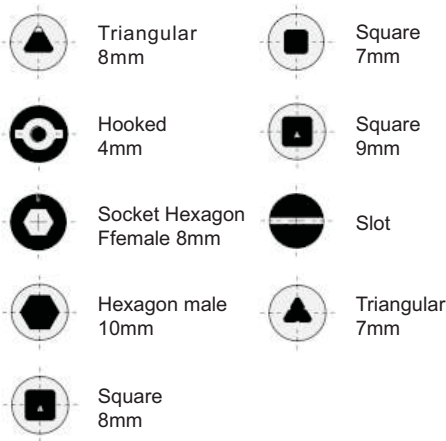 Triangular
8mm
Square
7mm
Hooked
4mm
Square
9mm
Socket Hexagon
Ffemale 8mm
Slot
Hexagon male
10mm
Triangular
7mm
Square
8mm